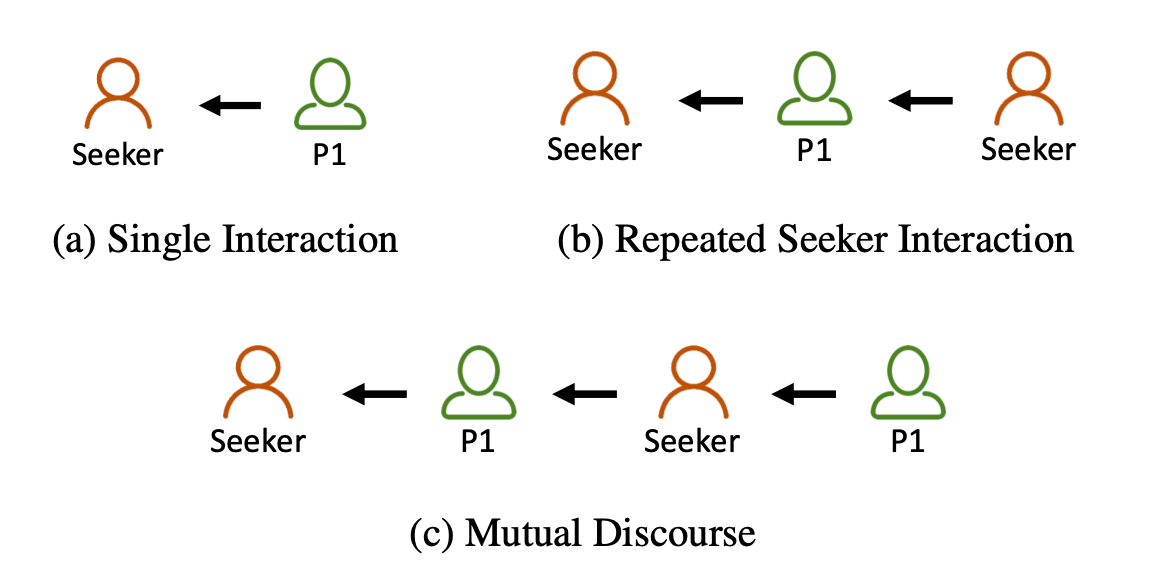 Seeker P1
Seeker P1 Seeker
(a) Single Interaction
(b) Repeated Seeker Interaction
Seeker P1 Seeker P1
(c) Mutual Discourse